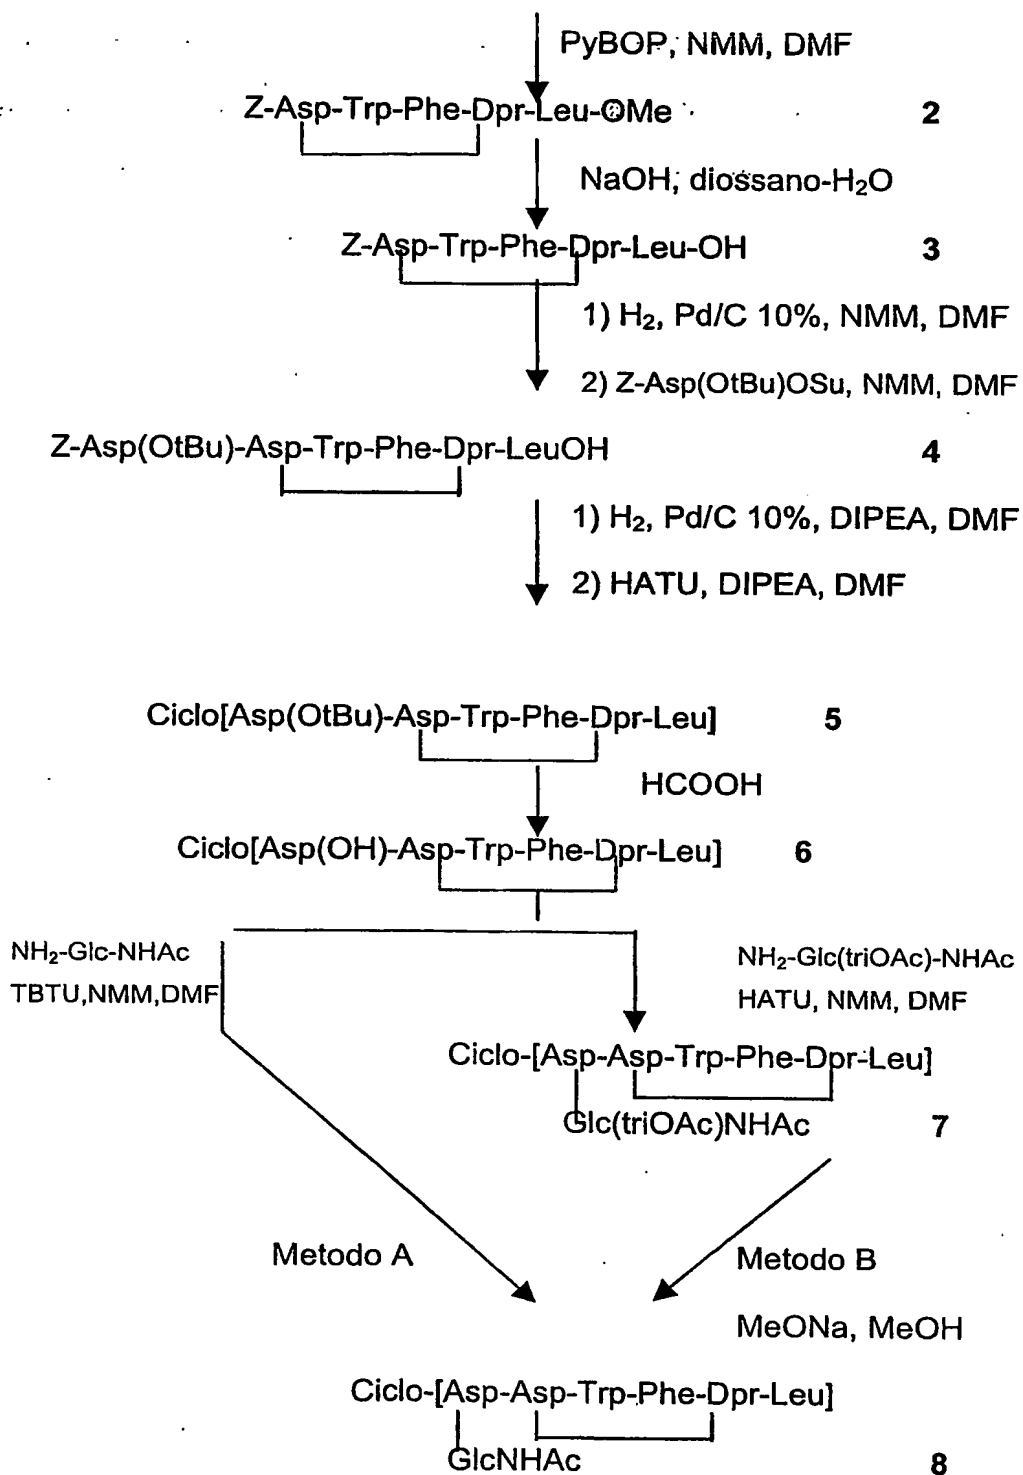 PyBOP, NMM, DMF
Z-Asp-Trp-Phe-Dpr-Leu-OMe 2
NaOH, diossano-H₂O
Z-Asp-Trp-Phe-Dpr-Leu-OH 3
1) H₂, Pd/C 10%, NMM, DMF
2) Z-Asp(OtBu)OSu, NMM, DMF
Z-Asp(OtBu)-Asp-Trp-Phe-Dpr-LeuOH 4
1) H₂, Pd/C 10%, DIPEA, DMF
2) HATU, DIPEA, DMF
Ciclo[Asp(OtBu)-Asp-Trp-Phe-Dpr-Leu] 5
HCOOH
Ciclo[Asp(OH)-Asp-Trp-Phe-Dpr-Leu] 6
NH₂-Glc-NHAc
TBTU,NMM,DMF
NH₂-Glc(triOAc)-NHAc
HATU, NMM, DMF
Ciclo-[Asp-Asp-Trp-Phe-Dpr-Leu]
Glc(triOAc)NHAc 7
Metodo A
Metodo B
MeONa, MeOH
Ciclo-[Asp-Asp-Trp-Phe-Dpr-Leu]
GlcNHAc 8